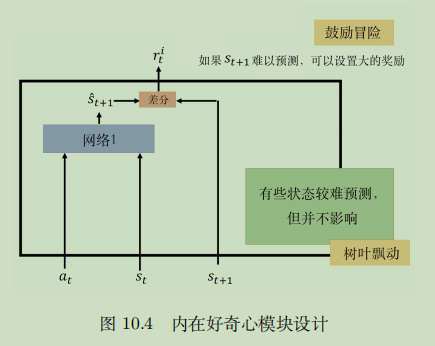 鼓励冒险
r_t^i
如果 s_{t+1} 难以预测，可以设置大的奖励
ŝ_{t+1}
差分
网络1
有些状态较难预测，
但并不影响
树叶飘动
a_t
s_t
s_{t+1}
图 10.4 内在好奇心模块设计